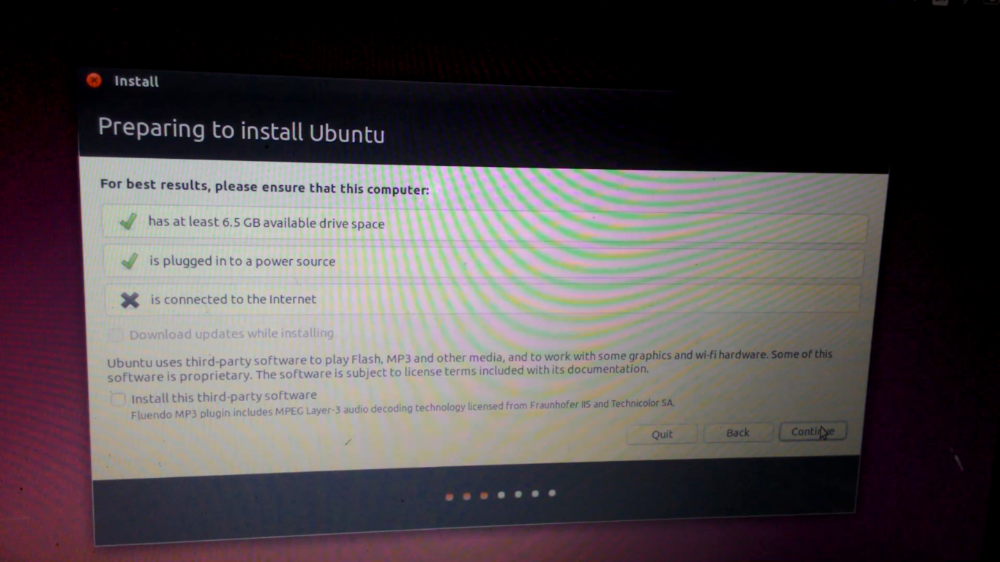 Install
Preparing to install Ubuntu
For best results, please ensure that this computer:
has at least 6.5 GB available drive space
is plugged in to a power source
is connected to the Internet
Download updates while installing
Ubuntu uses third-party software to play Flash, MP3 and other media, and to work with some graphics and wi-fi hardware. Some of this
software is proprietary. The software is subject to license terms included with its documentation.
Install this third-party software
Fluendo MP3 plugin includes MPEG Layer-3 audio decoding technology licensed from Fraunhofer IIS and Technicolor SA.
Quit Back Continue